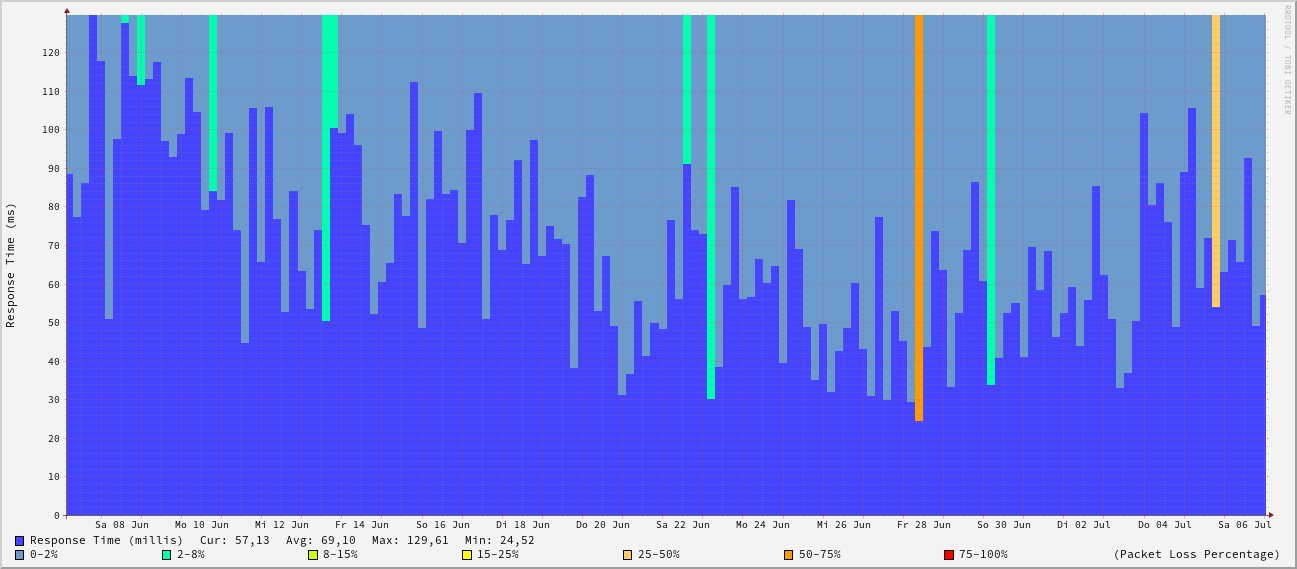 RRDTOOL / TOBI OETIKER
Response Time (ms)
120
110
100
90
80
70
60
50
40
30
20
10
0
Sa 08 Jun Mo 10 Jun Mi 12 Jun Fr 14 Jun So 16 Jun Di 18 Jun Do 20 Jun Sa 22 Jun Mo 24 Jun Mi 26 Jun Fr 28 Jun So 30 Jun Di 02 Jul Do 04 Jul Sa 06 Jul
Response Time (millis) Cur: 57,13 Avg: 69,10 Max: 129,61 Min: 24,52
0-2% 2-8% 8-15% 15-25% 25-50% 50-75% 75-100% (Packet Loss Percentage)